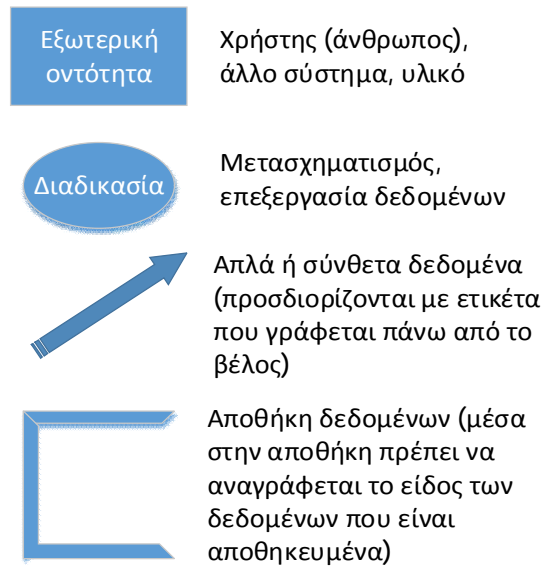 Εξωτερική
οντότητα
Χρήστης (άνθρωπος),
άλλο σύστημα, υλικό
Διαδικασία
Μετασχηματισμός,
επεξεργασία δεδομένων
Απλά ή σύνθετα δεδομένα
(προσδιορίζονται με ετικέτα
που γράφεται πάνω από το
βέλος)
Αποθήκη δεδομένων (μέσα
στην αποθήκη πρέπει να
αναγράφεται το είδος των
δεδομένων που είναι
αποθηκευμένα)